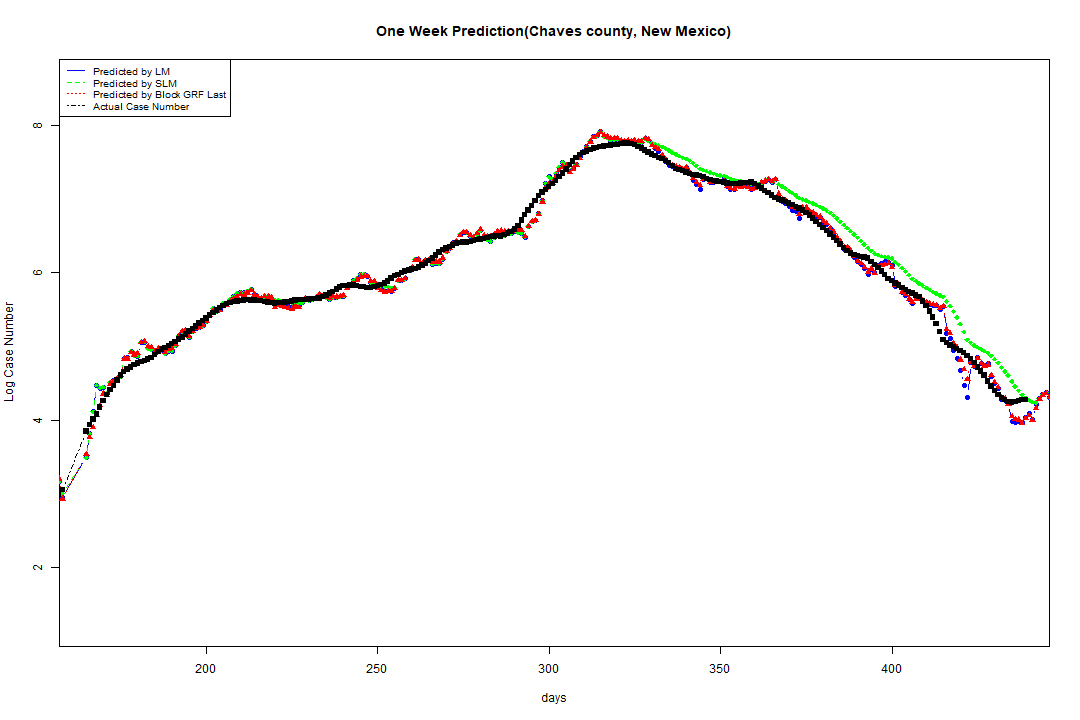 One Week Prediction(Chaves county, New Mexico)
Predicted by LM
Predicted by SLM
Predicted by Block GRF Last
Actual Case Number
8
6
4
2
Log Case Number
200 250 300 350 400
days